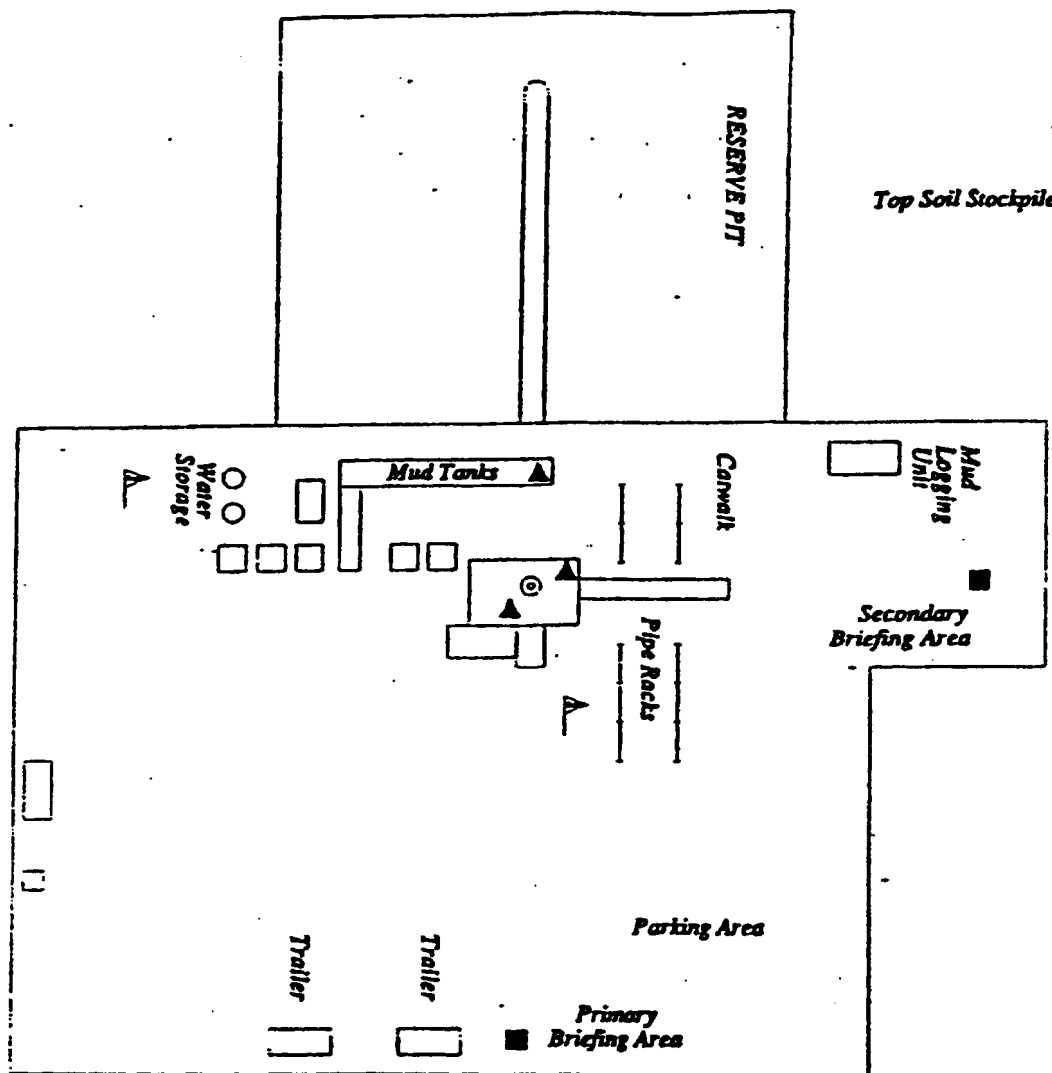 RESERVE PIT
Top Soil Stockpile
Water
Storage
Mud Tanks
Catwalk
Mud
Logging
Unit
Secondary
Briefing Area
Pipe Racks
Parking Area
Trailer
Trailer
Primary
Briefing Area